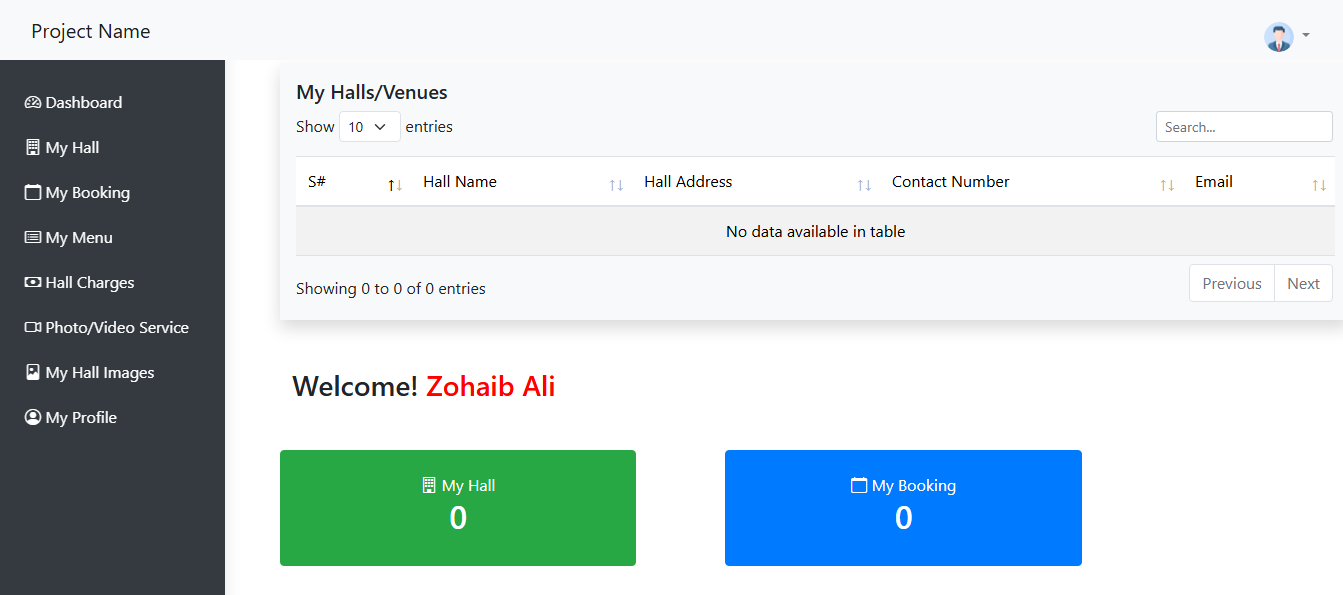 Project Name
Dashboard
My Hall
My Booking
My Menu
Hall Charges
Photo/Video Service
My Hall Images
My Profile
My Halls/Venues
Show 10 entries
Search...
S# Hall Name Hall Address Contact Number Email
No data available in table
Showing 0 to 0 of 0 entries
Previous Next
Welcome! Zohaib Ali
My Hall
0
My Booking
0